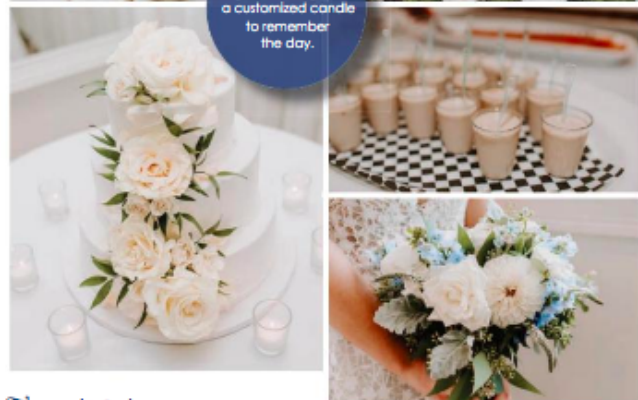 a customized candle
to remember
the day.